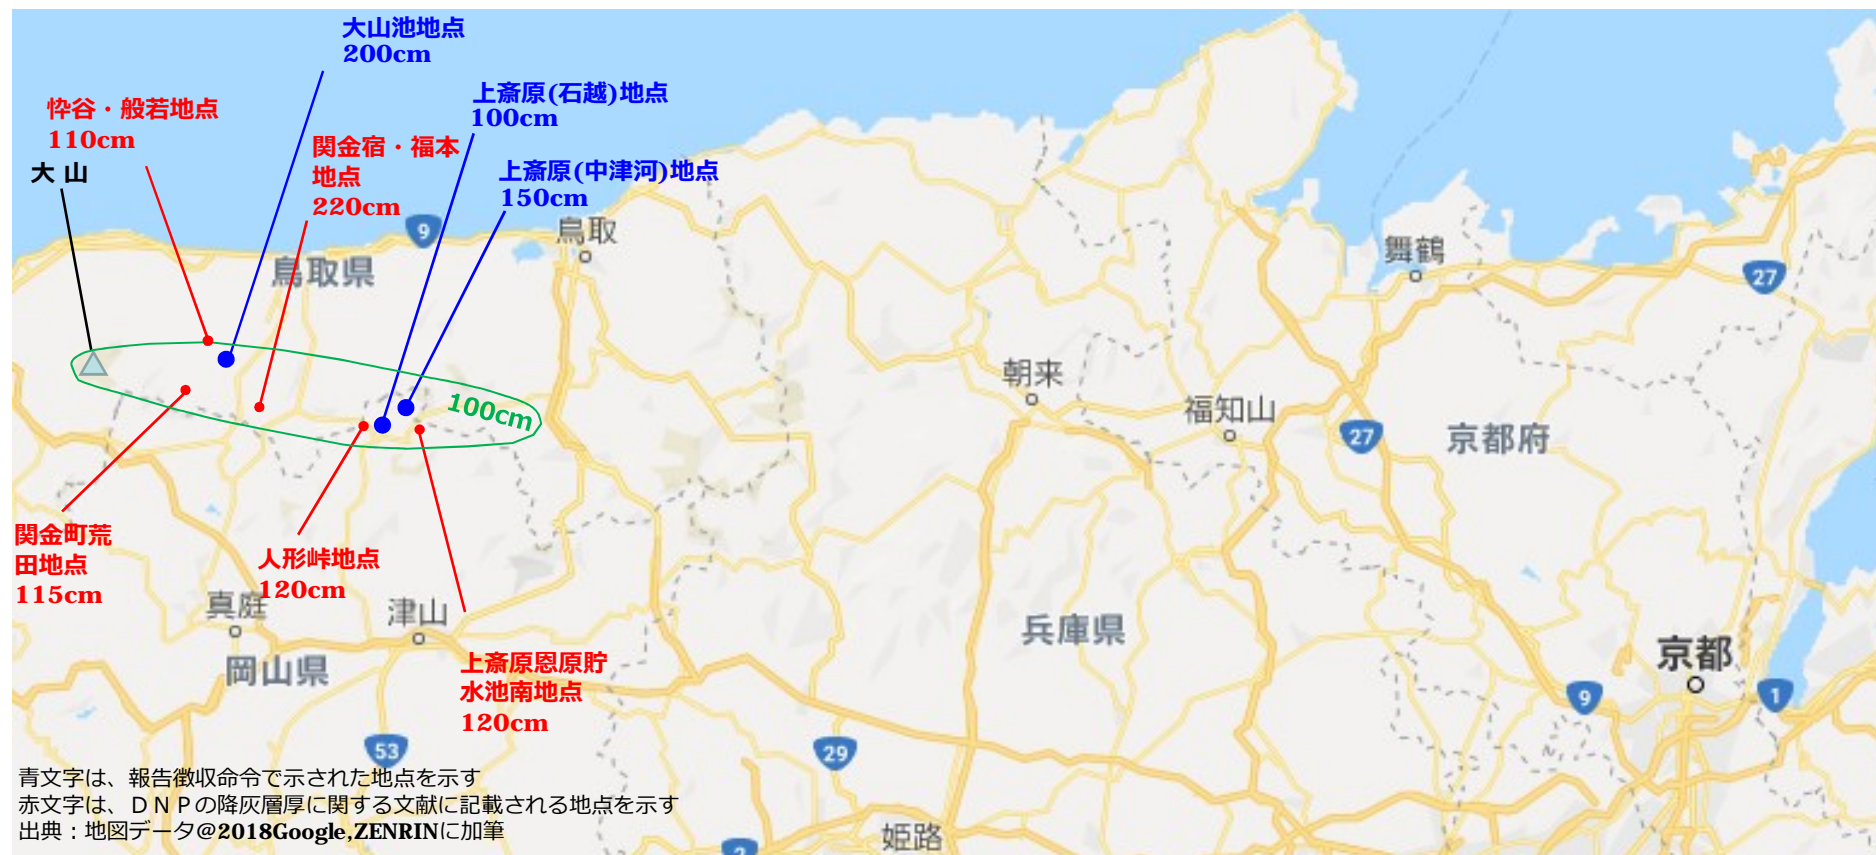 大山池地点
200cm
上斎原(石越)地点
100cm
忰谷・般若地点
110cm
関金宿・福本
地点
220cm
大 山
上斎原(中津河)地点
150cm
9
鳥取
鳥取県
舞鶴
27
100cm
朝来
福知山
27
京都府
関金町荒
田地点
115cm
人形峠地点
120cm
真庭
津山
岡山県
上斎原恩原貯
水池南地点
120cm
兵庫県
京都
9
1
53
29
2
姫路
青文字は、報告徴収命令で示された地点を示す
赤文字は、ＤＮＰの降灰層厚に関する文献に記載される地点を示す
出典：地図データ@2018Google,ZENRINに加筆